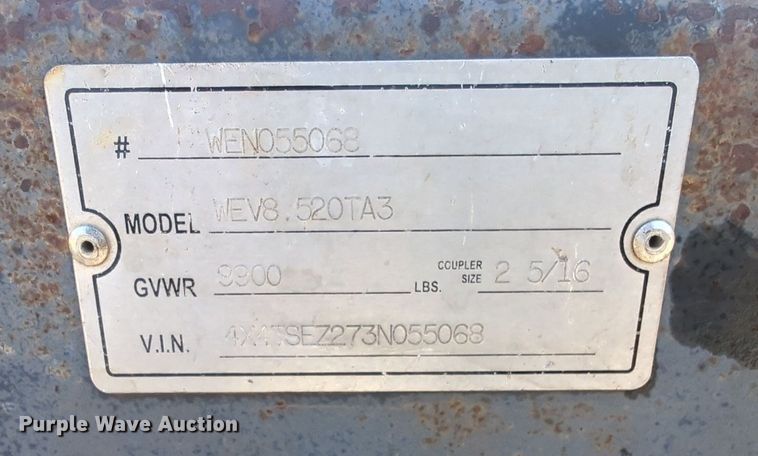 # WEN055068
MODEL WEV8.520TA3
GVWR 9900 LBS. COUPLER SIZE 2 5/16
V.I.N. 4X4TSEZ273N055068
Purple Wave Auction